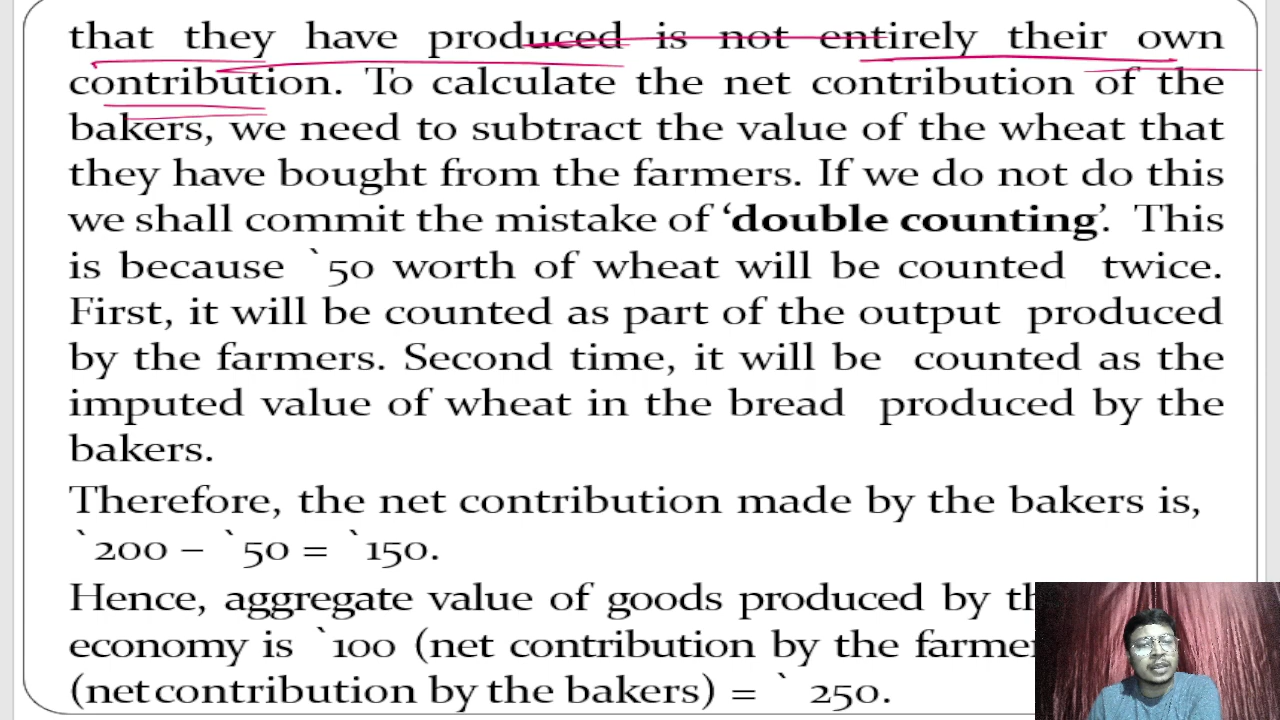 that they have produced is not entirely their own
contribution. To calculate the net contribution of the
bakers, we need to subtract the value of the wheat that
they have bought from the farmers. If we do not do this
we shall commit the mistake of ‘double counting’. This
is because `50 worth of wheat will be counted twice.
First, it will be counted as part of the output produced
by the farmers. Second time, it will be counted as the
imputed value of wheat in the bread produced by the
bakers.
Therefore, the net contribution made by the bakers is,
`200 – `50 = `150.
Hence, aggregate value of goods produced by
economy is `100 (net contribution by the
(net contribution by the bakers) = ` 250.